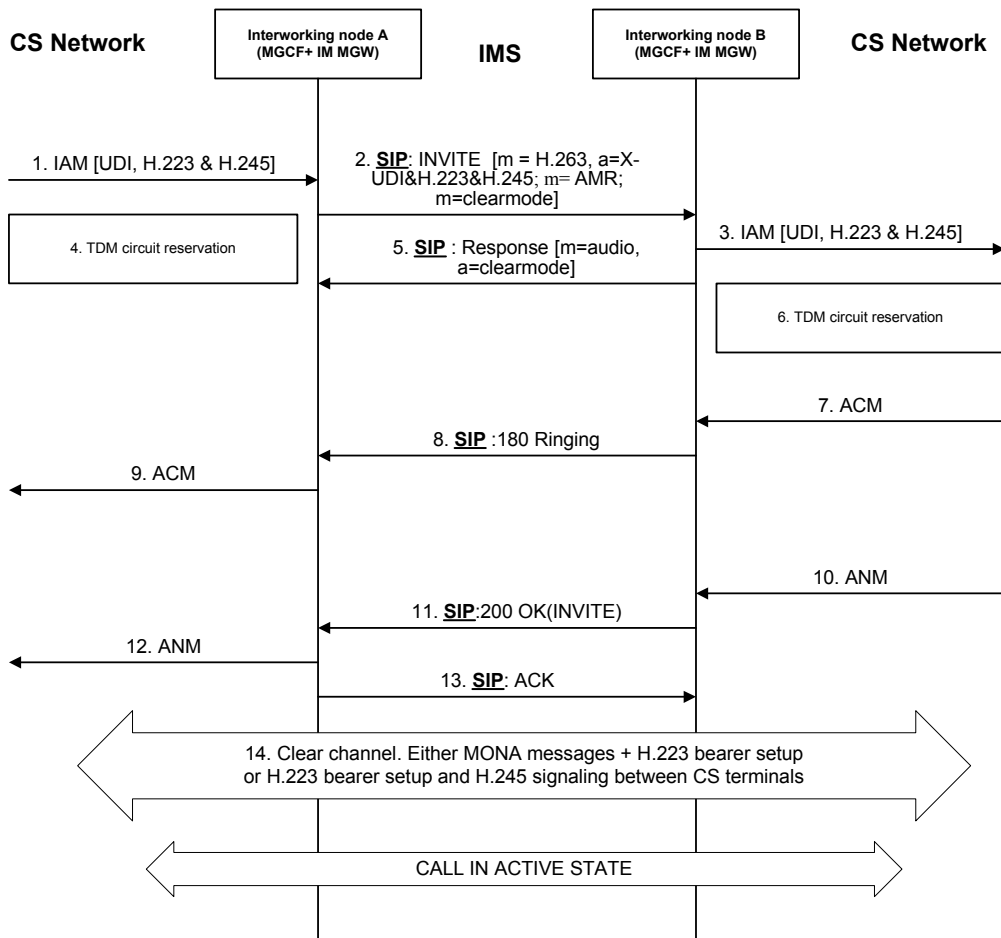 CS Network
Interworking node A
(MGCF+ IM MGW)
IMS
Interworking node B
(MGCF+ IM MGW)
CS Network
1. IAM [UDI, H.223 & H.245]
2. SIP: INVITE [m = H.263, a=X-
UDI&H.223&H.245; m= AMR;
m=clearmode]
3. IAM [UDI, H.223 & H.245]
4. TDM circuit reservation
5. SIP : Response [m=audio,
a=clearmode]
6. TDM circuit reservation
7. ACM
8. SIP :180 Ringing
9. ACM
10. ANM
11. SIP:200 OK(INVITE)
12. ANM
13. SIP: ACK
14. Clear channel. Either MONA messages + H.223 bearer setup
or H.223 bearer setup and H.245 signaling between CS terminals
CALL IN ACTIVE STATE